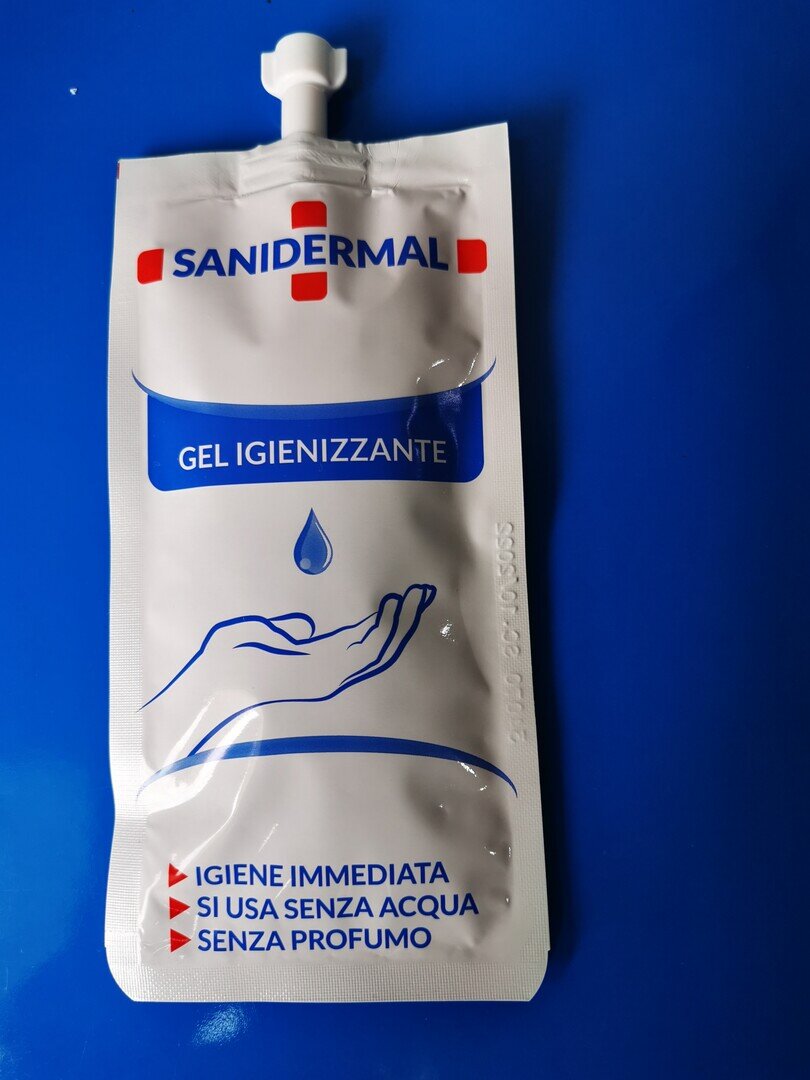 SANIDERMAL
GEL IGIENIZZANTE
IGIENE IMMEDIATA
SI USA SENZA ACQUA
SENZA PROFUMO